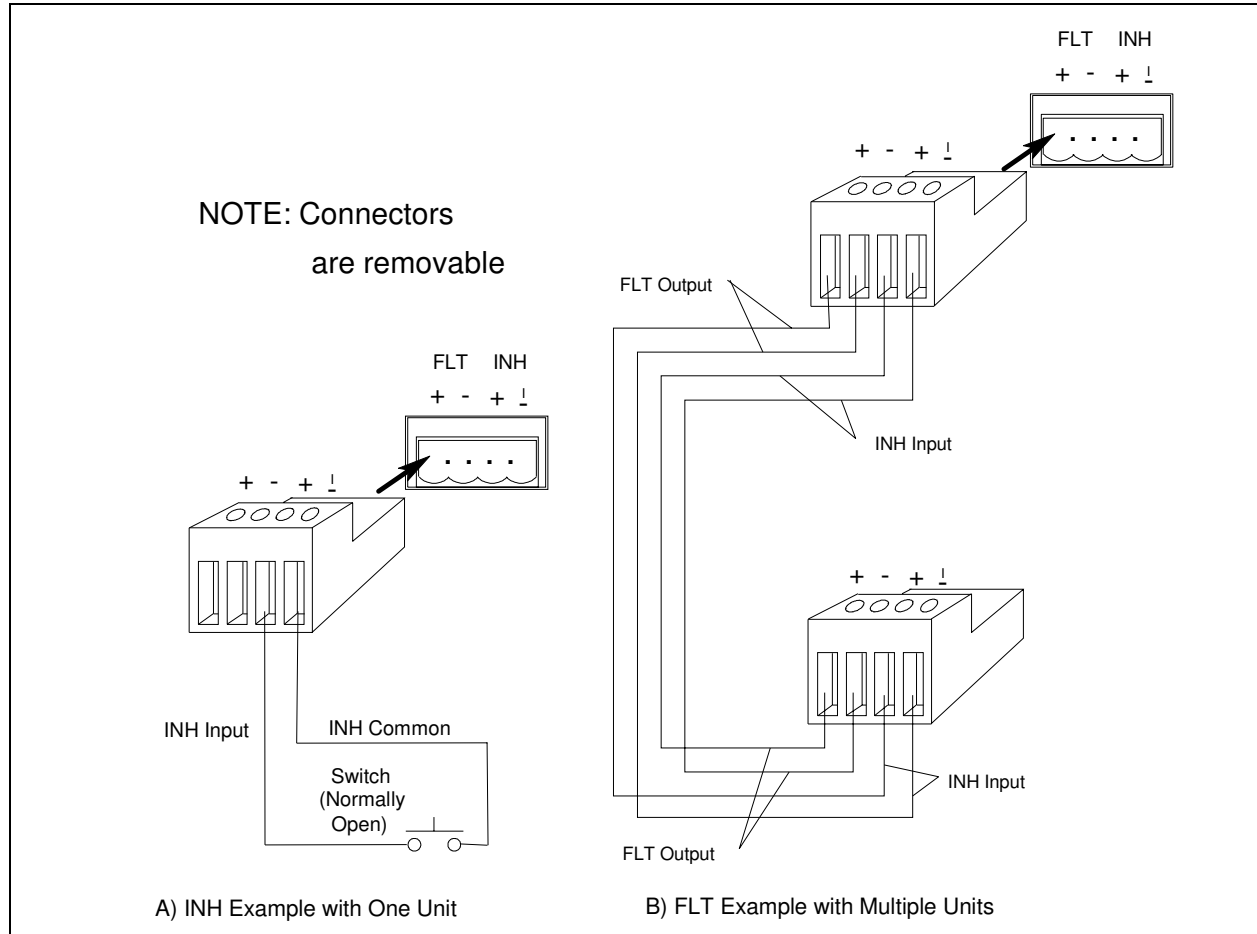 FLT INH
+ - + -
+ - + -
NOTE: Connectors
are removable
FLT Output
FLT INH
+ - + -
INH Input
+ - + -
+ - + -
INH Input
INH Common
Switch
(Normally
Open)
INH Input
FLT Output
A) INH Example with One Unit
B) FLT Example with Multiple Units